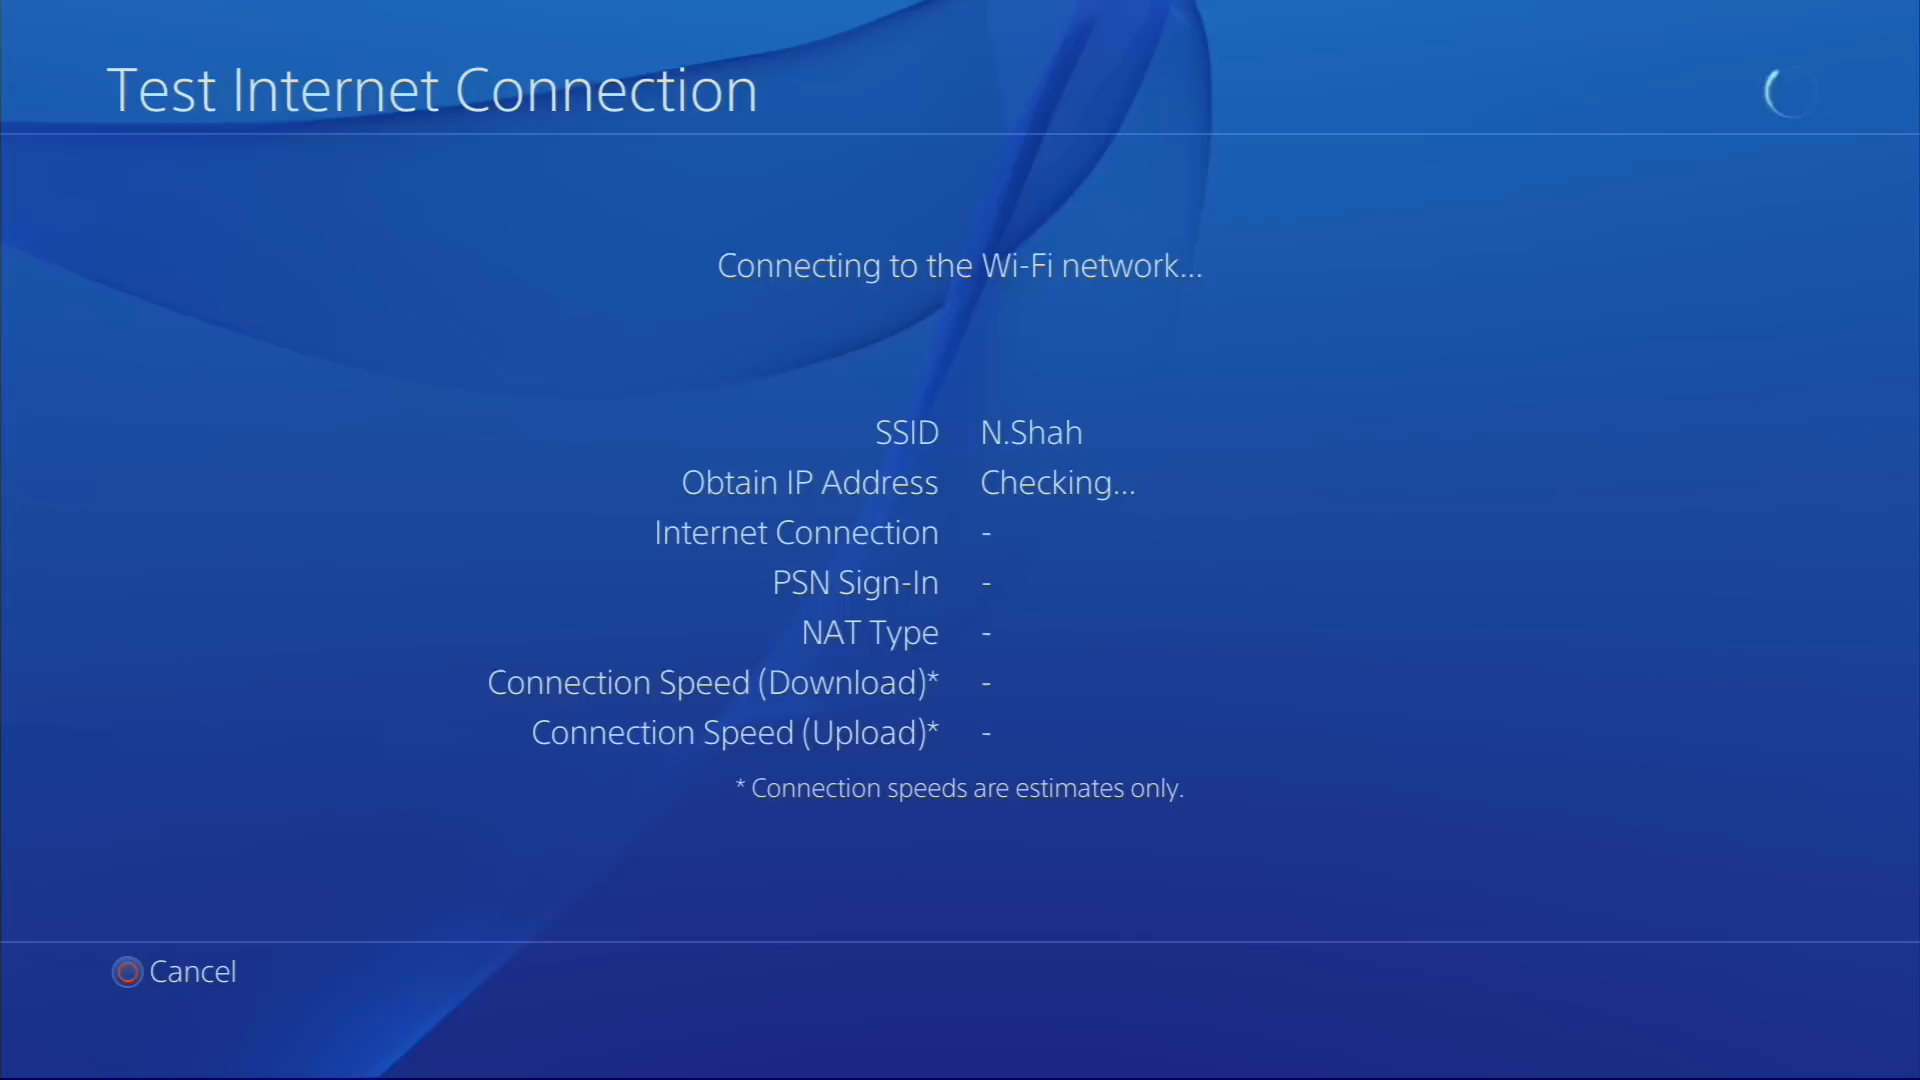 Test Internet Connection
Connecting to the Wi-Fi network...
SSID N.Shah
Obtain IP Address Checking...
Internet Connection -
PSN Sign-In -
NAT Type -
Connection Speed (Download)* -
Connection Speed (Upload)* -
* Connection speeds are estimates only.
Cancel